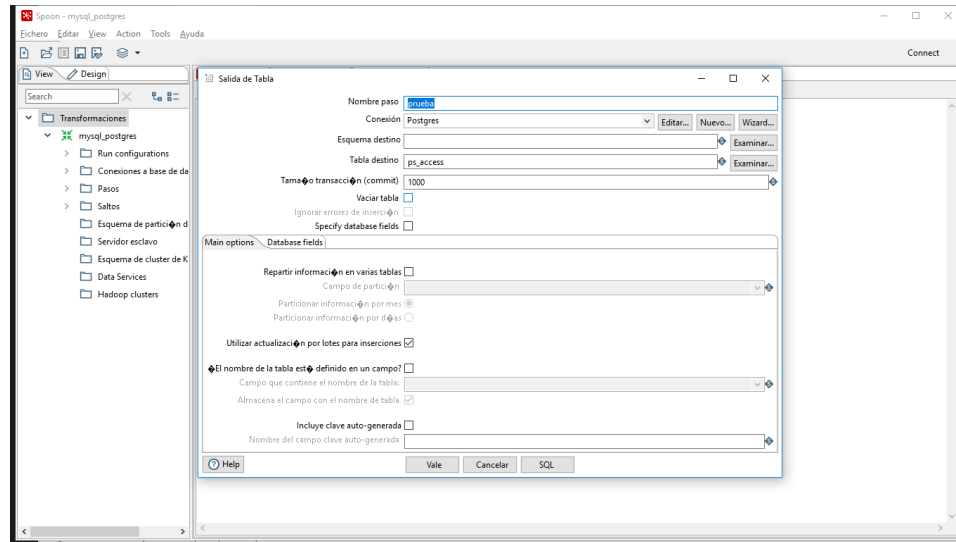 Spoon - mysql_postgres
Fichero Editar View Action Tools Ayuda
Connect
View Design
Search
Transformaciones
mysql_postgres
Run configurations
Conexiones a base de da
Pasos
Saltos
Esquema de partici�n d
Servidor esclavo
Esquema de cluster de K
Data Services
Hadoop clusters
Salida de Tabla
Nombre paso prueba
Conexión Postgres Editar... Nuevo... Wizard...
Esquema destino Examinar...
Tabla destino ps_access Examinar...
Tama�o transacci�n (commit) 1000
Vaciar tabla
Ignorar errores de inserci�n
Specify database fields
Main options Database fields
Repartir informaci�n en varias tablas
Campo de partici�n
Particionar informaci�n por mes
Particionar informaci�n por d�as
Utilizar actualizaci�n por lotes para inserciones
�El nombre de la tabla est� definido en un campo?
Campo que contiene el nombre de la tabla:
Almacena el campo con el nombre de tabla
Incluye clave auto-generada
Nombre del campo clave auto-generada
Help Vale Cancelar SQL